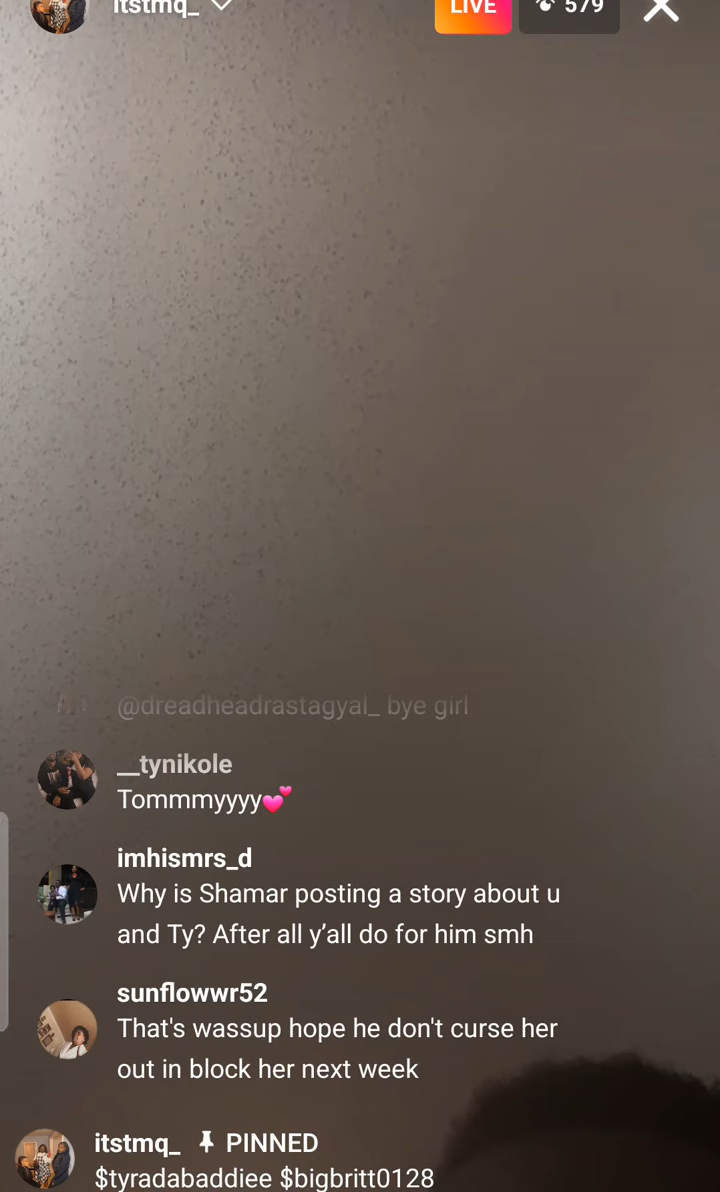 itstmq_
LIVE 579
@dreadheadrastagyal_ bye girl
__tynikole
Tommmyyyy💕
imhismrs_d
Why is Shamar posting a story about u
and Ty? After all y’all do for him smh
sunflowwr52
That's wassup hope he don't curse her
out in block her next week
itstmq_ PINNED
$tyradabaddiee $bigbritt0128